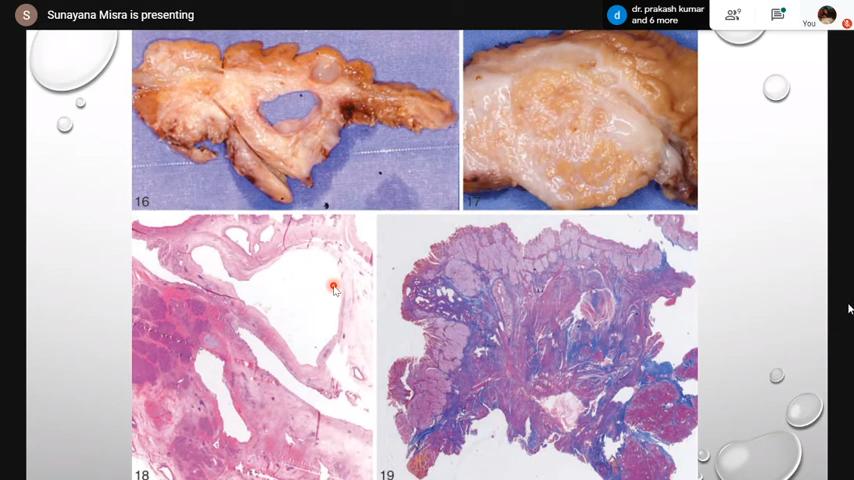 S
Sunayana Misra is presenting
d
dr. prakash kumar
and 6 more
9
You
16
17
18
19